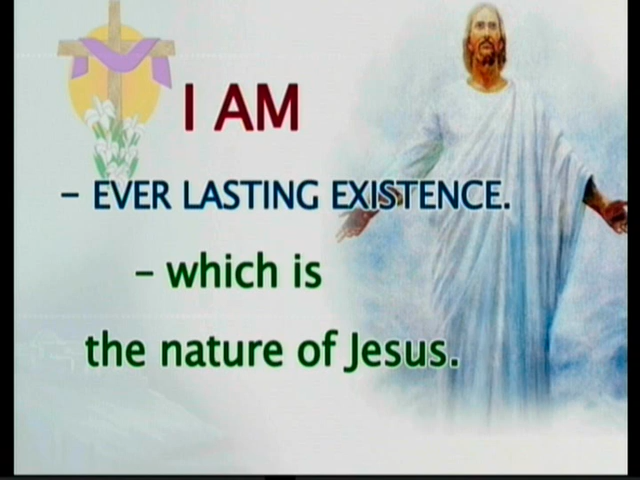 I AM
– EVER LASTING EXISTENCE.
– which is
the nature of Jesus.